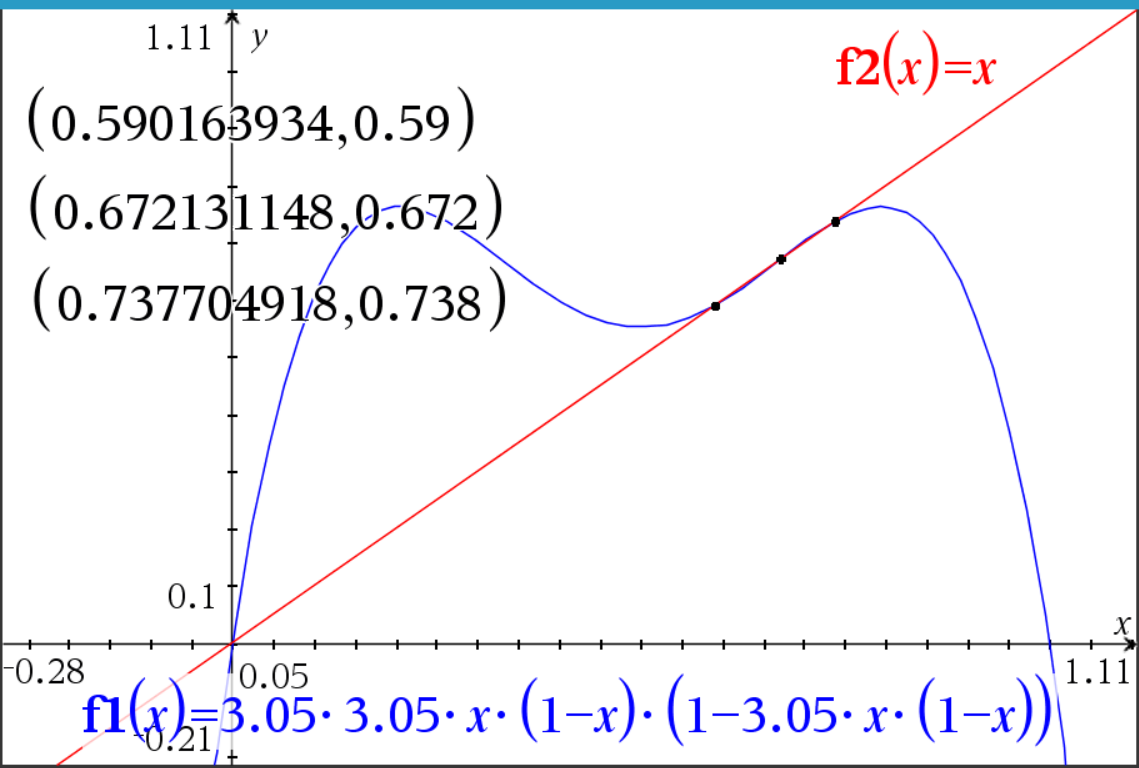 1.11 y
f2(x)=x
(0.590163934,0.59)
(0.672131148,0.672)
(0.737704918,0.738)
0.1
x
-0.28 0.05 1.11
f1(x)=3.05·3.05·x·(1−x)·(1−3.05·x·(1−x))
-0.21